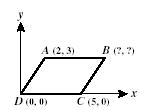 y
A (2, 3) B (?, ?)
D (0, 0) C (5, 0) x